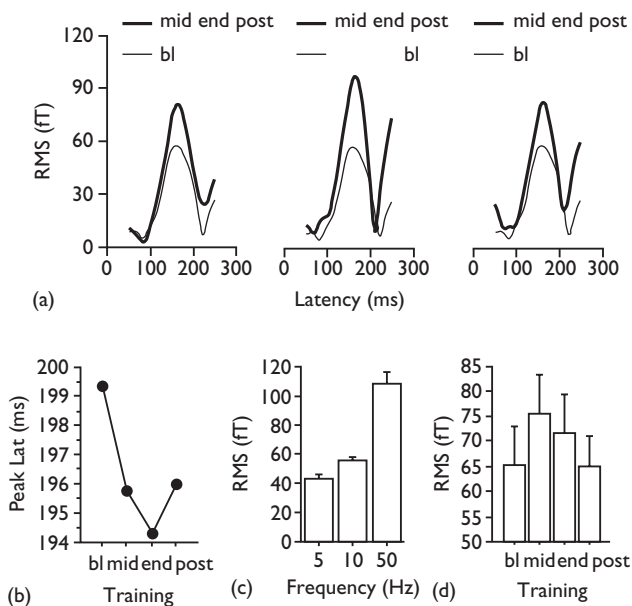 mid end post mid end post mid end post
120 bl bl bl
90
60
30
0
RMS (fT)
0 100 200 300 0 100 200 300 0 100 200 300
(a) Latency (ms)
200
199
198
197
196
195
194
Peak Lat (ms)
bl mid end post
(b) Training
120
100
80
60
40
20
0
RMS (fT)
5 10 50
(c) Frequency (Hz)
85
80
75
70
65
60
55
50
RMS (fT)
bl mid end post
(d) Training